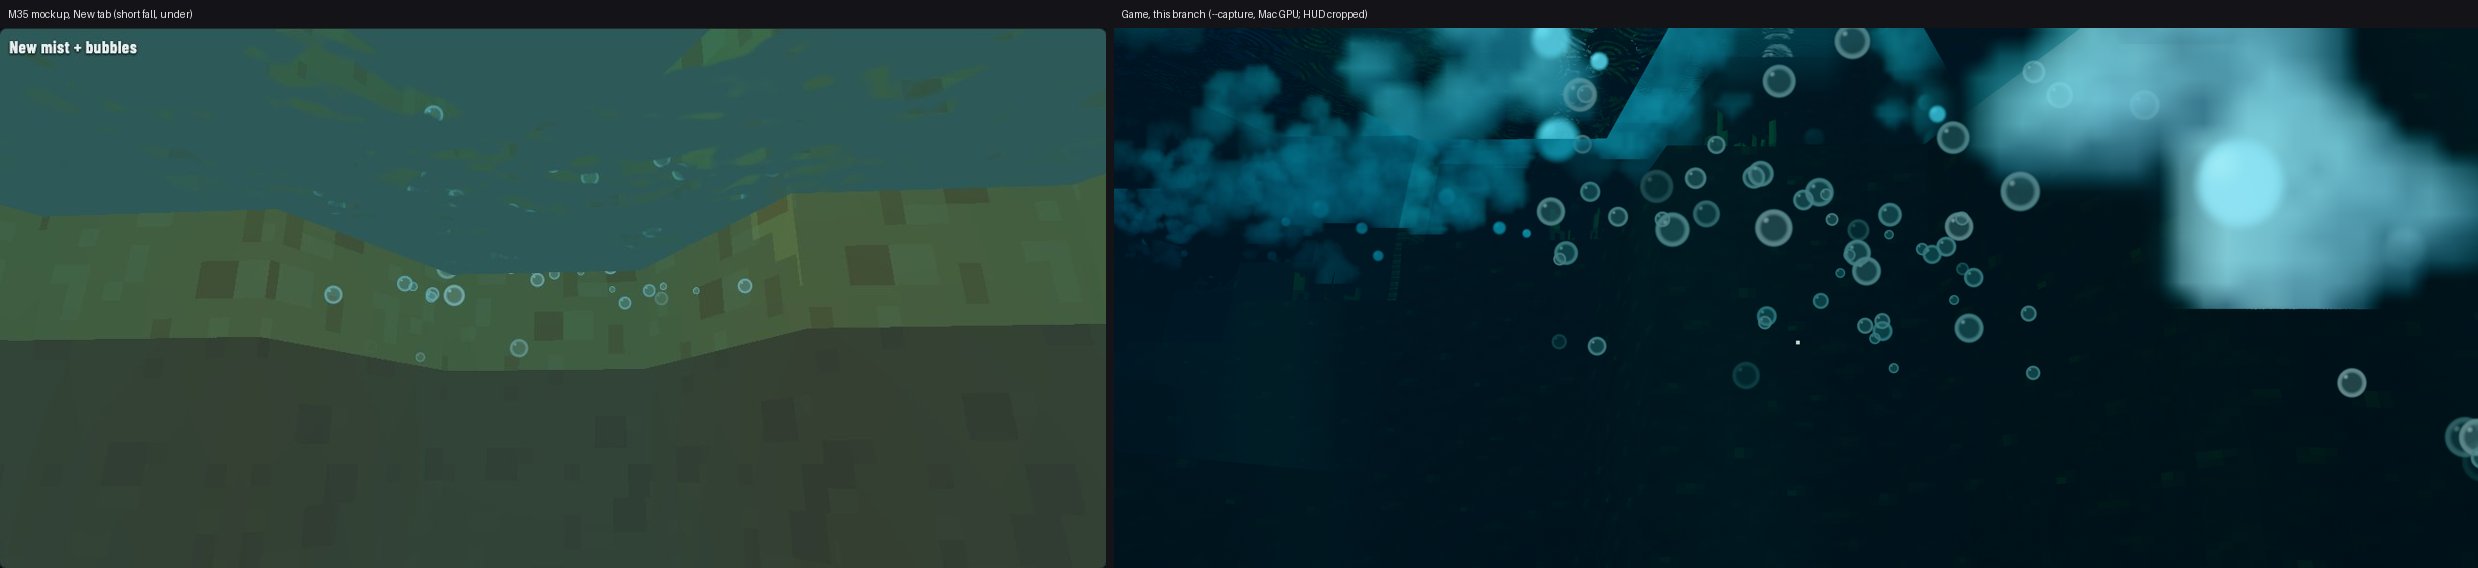 M35 mockup, New tab (short fall, under)
Game, this branch (--capture, Mac GPU; HUD cropped)
New mist + bubbles